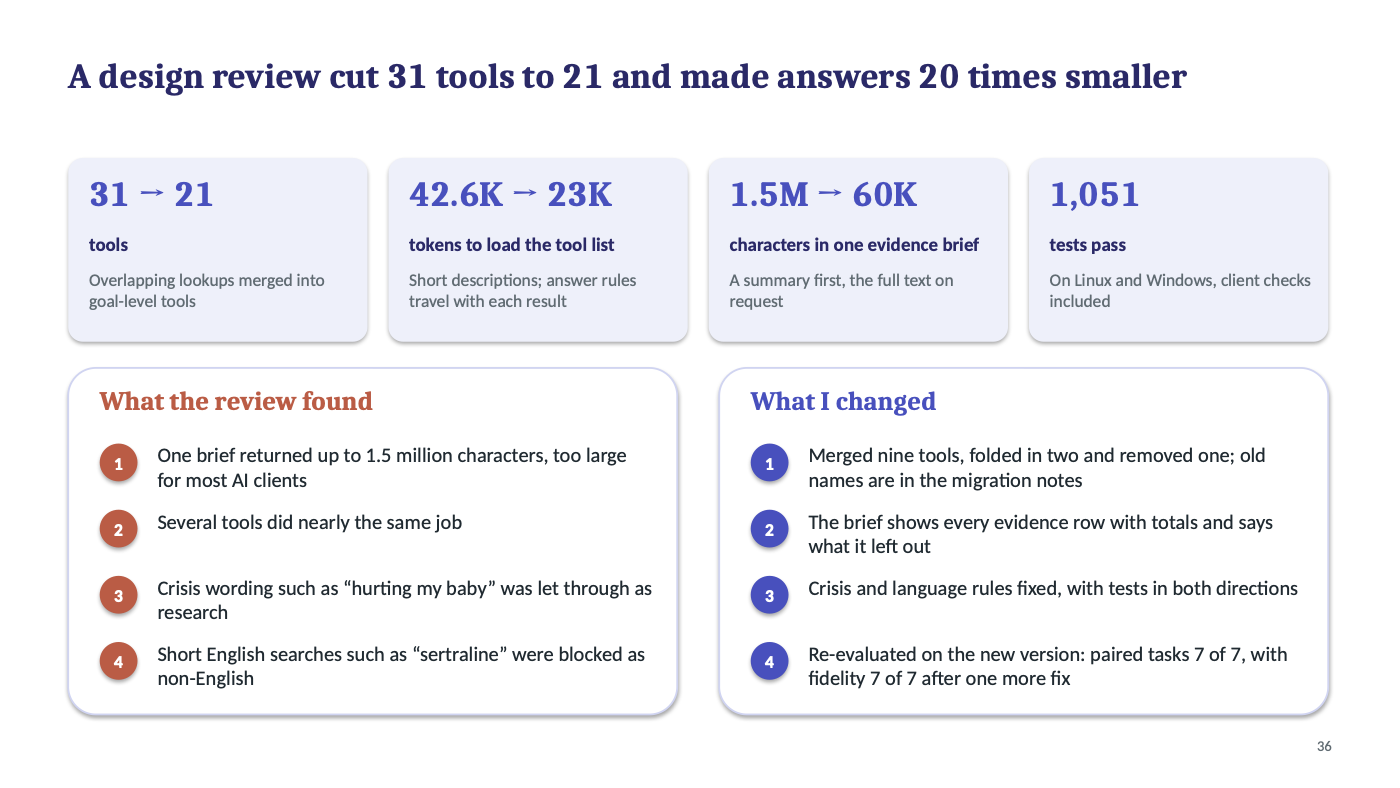 A design review cut 31 tools to 21 and made answers 20 times smaller
31 → 21
tools
Overlapping lookups merged into
goal-level tools
42.6K → 23K
tokens to load the tool list
Short descriptions; answer rules
travel with each result
1.5M → 60K
characters in one evidence brief
A summary first, the full text on
request
1,051
tests pass
On Linux and Windows, client checks
included
What the review found
1
One brief returned up to 1.5 million characters, too large
for most AI clients
2
Several tools did nearly the same job
3
Crisis wording such as “hurting my baby” was let through as
research
4
Short English searches such as “sertraline” were blocked as
non-English
What I changed
1
Merged nine tools, folded in two and removed one; old
names are in the migration notes
2
The brief shows every evidence row with totals and says
what it left out
3
Crisis and language rules fixed, with tests in both directions
4
Re-evaluated on the new version: paired tasks 7 of 7, with
fidelity 7 of 7 after one more fix
36